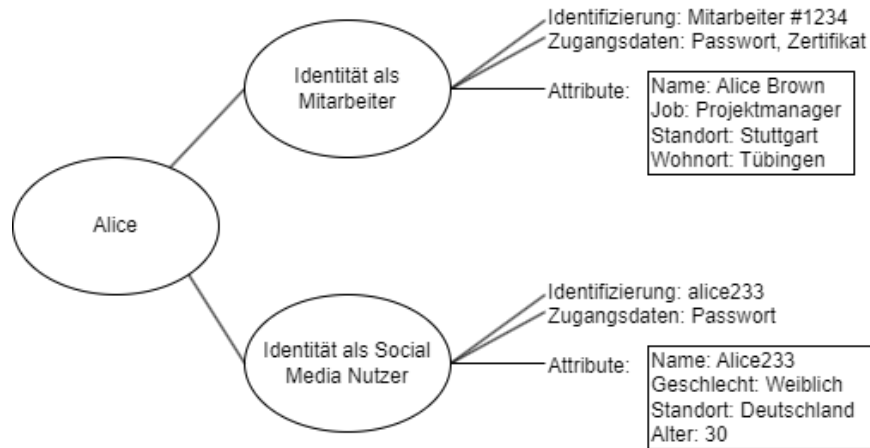 Alice
Identität als
Mitarbeiter
Identifizierung: Mitarbeiter #1234
Zugangsdaten: Passwort, Zertifikat
Attribute:
Name: Alice Brown
Job: Projektmanager
Standort: Stuttgart
Wohnort: Tübingen
Identität als Social
Media Nutzer
Identifizierung: alice233
Zugangsdaten: Passwort
Attribute:
Name: Alice233
Geschlecht: Weiblich
Standort: Deutschland
Alter: 30